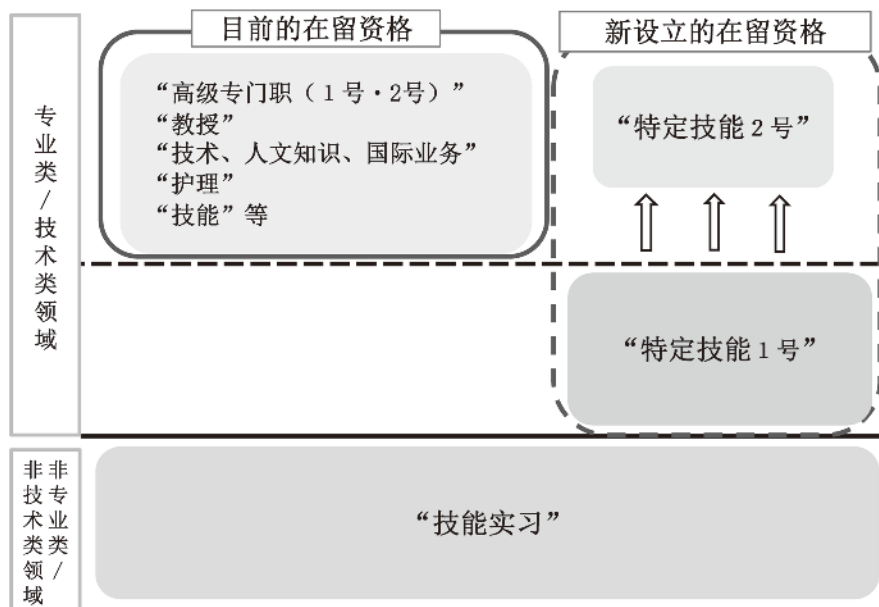 目前的在留资格
新设立的在留资格
专业类/技术类领域
“高级专门职（1号·2号）”
“教授”
“技术、人文知识、国际业务”
“护理”
“技能”等
“特定技能2号”
“特定技能1号”
非专业类/
非技术类领域
“技能实习”